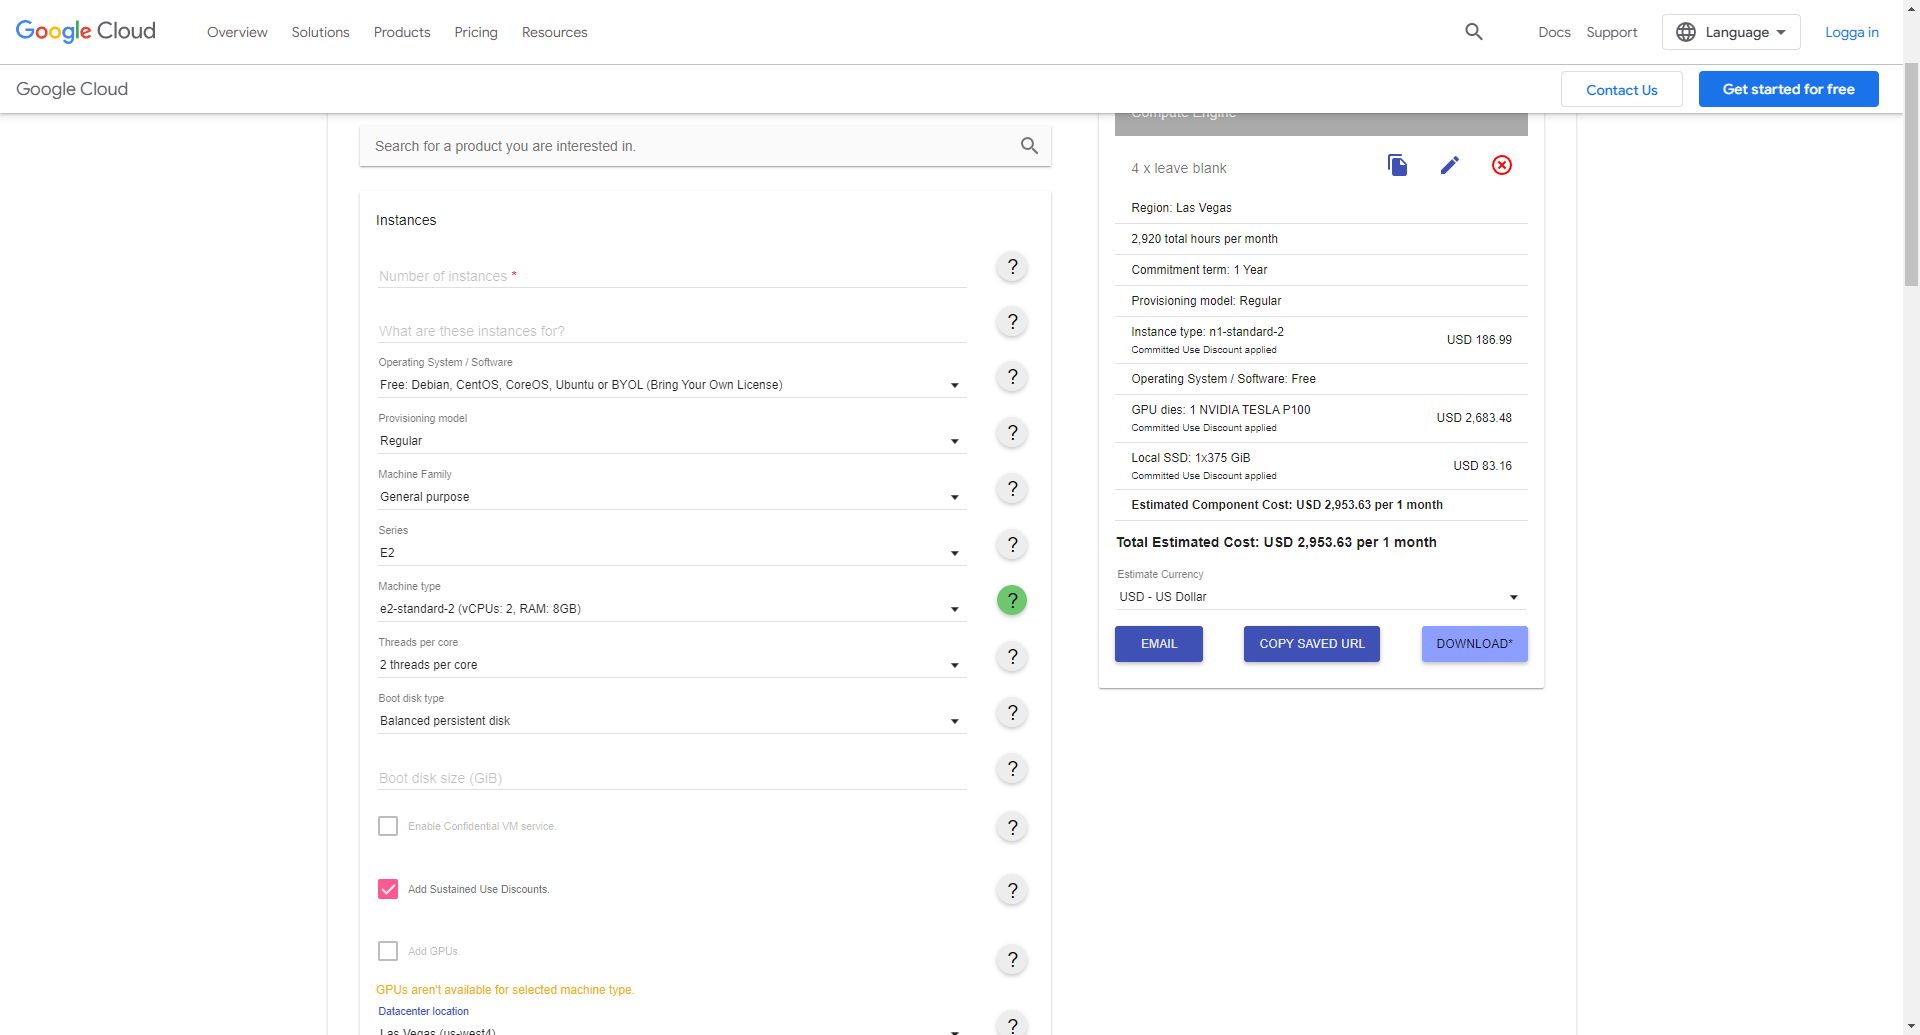 Google Cloud
Overview
Solutions
Products
Pricing
Resources
Docs
Support
Language
Logga in
Google Cloud
Contact Us
Get started for free
Search for a product you are interested in.
Instances
Number of instances *
?
What are these instances for?
?
Operating System / Software
Free: Debian, CentOS, CoreOS, Ubuntu or BYOL (Bring Your Own License)
?
Provisioning model
Regular
?
Machine Family
General purpose
?
Series
E2
?
Machine type
e2-standard-2 (vCPUs: 2, RAM: 8GB)
?
Threads per core
2 threads per core
?
Boot disk type
Balanced persistent disk
?
Boot disk size (GiB)
?
Enable Confidential VM service.
?
Add Sustained Use Discounts.
?
Add GPUs.
?
GPUs aren't available for selected machine type.
Datacenter location
Las Vegas (us-west4)
?
Compute Engine
4 x leave blank
Region: Las Vegas
2,920 total hours per month
Commitment term: 1 Year
Provisioning model: Regular
Instance type: n1-standard-2
Committed Use Discount applied
USD 186.99
Operating System / Software: Free
GPU dies: 1 NVIDIA TESLA P100
Committed Use Discount applied
USD 2,683.48
Local SSD: 1x375 GiB
Committed Use Discount applied
USD 83.16
Estimated Component Cost: USD 2,953.63 per 1 month
Total Estimated Cost: USD 2,953.63 per 1 month
Estimate Currency
USD - US Dollar
EMAIL
COPY SAVED URL
DOWNLOAD*